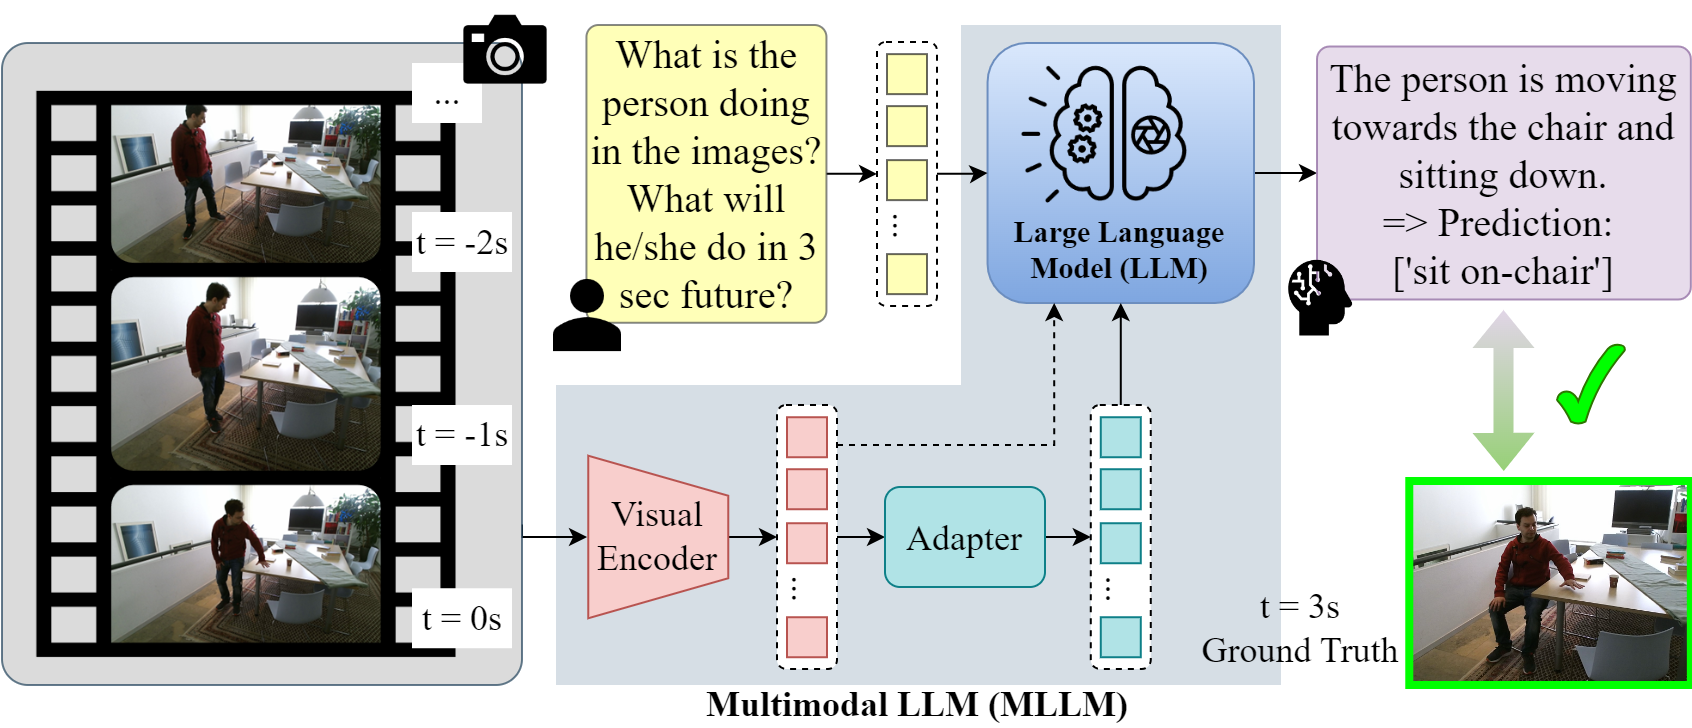 ...
t = -2s
t = -1s
t = 0s
What is the
person doing
in the images?
What will
he/she do in 3
sec future?
Large Language
Model (LLM)
The person is moving
towards the chair and
sitting down.
=> Prediction:
['sit on-chair']
Visual
Encoder
Adapter
t = 3s
Ground Truth
Multimodal LLM (MLLM)